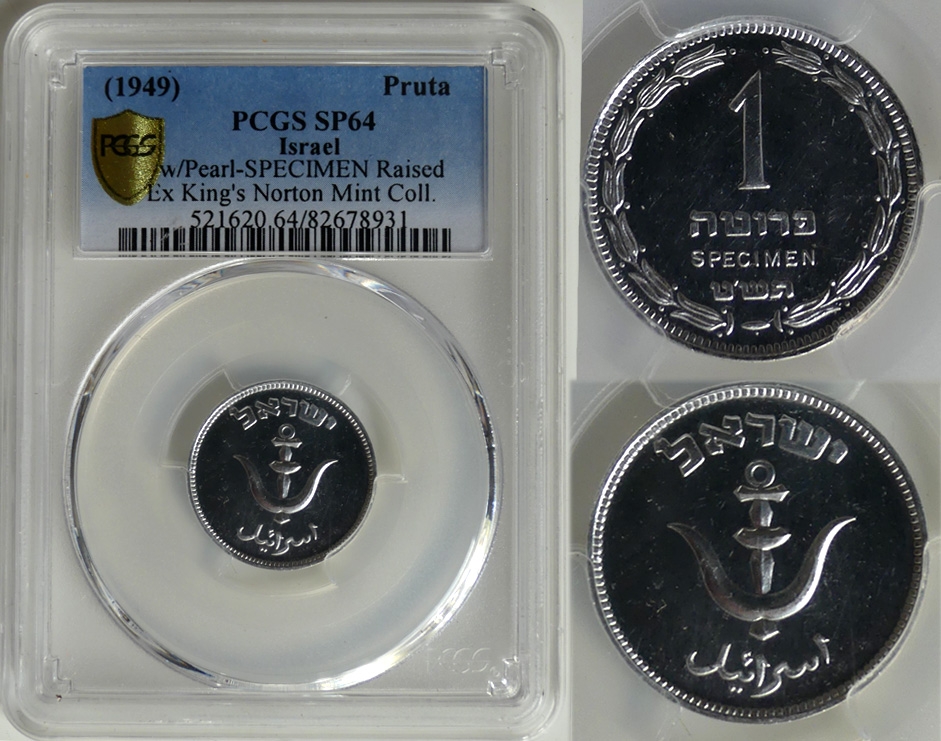 (1949) Pruta
PCGS SP64
Israel
PCGS
w/Pearl-SPECIMEN Raised
Ex King's Norton Mint Coll.
521620.64/82678931
ישראל
اسرائيل
PCGS
1
פרוטה
SPECIMEN
תש"ט
ישראל
اسرائيل